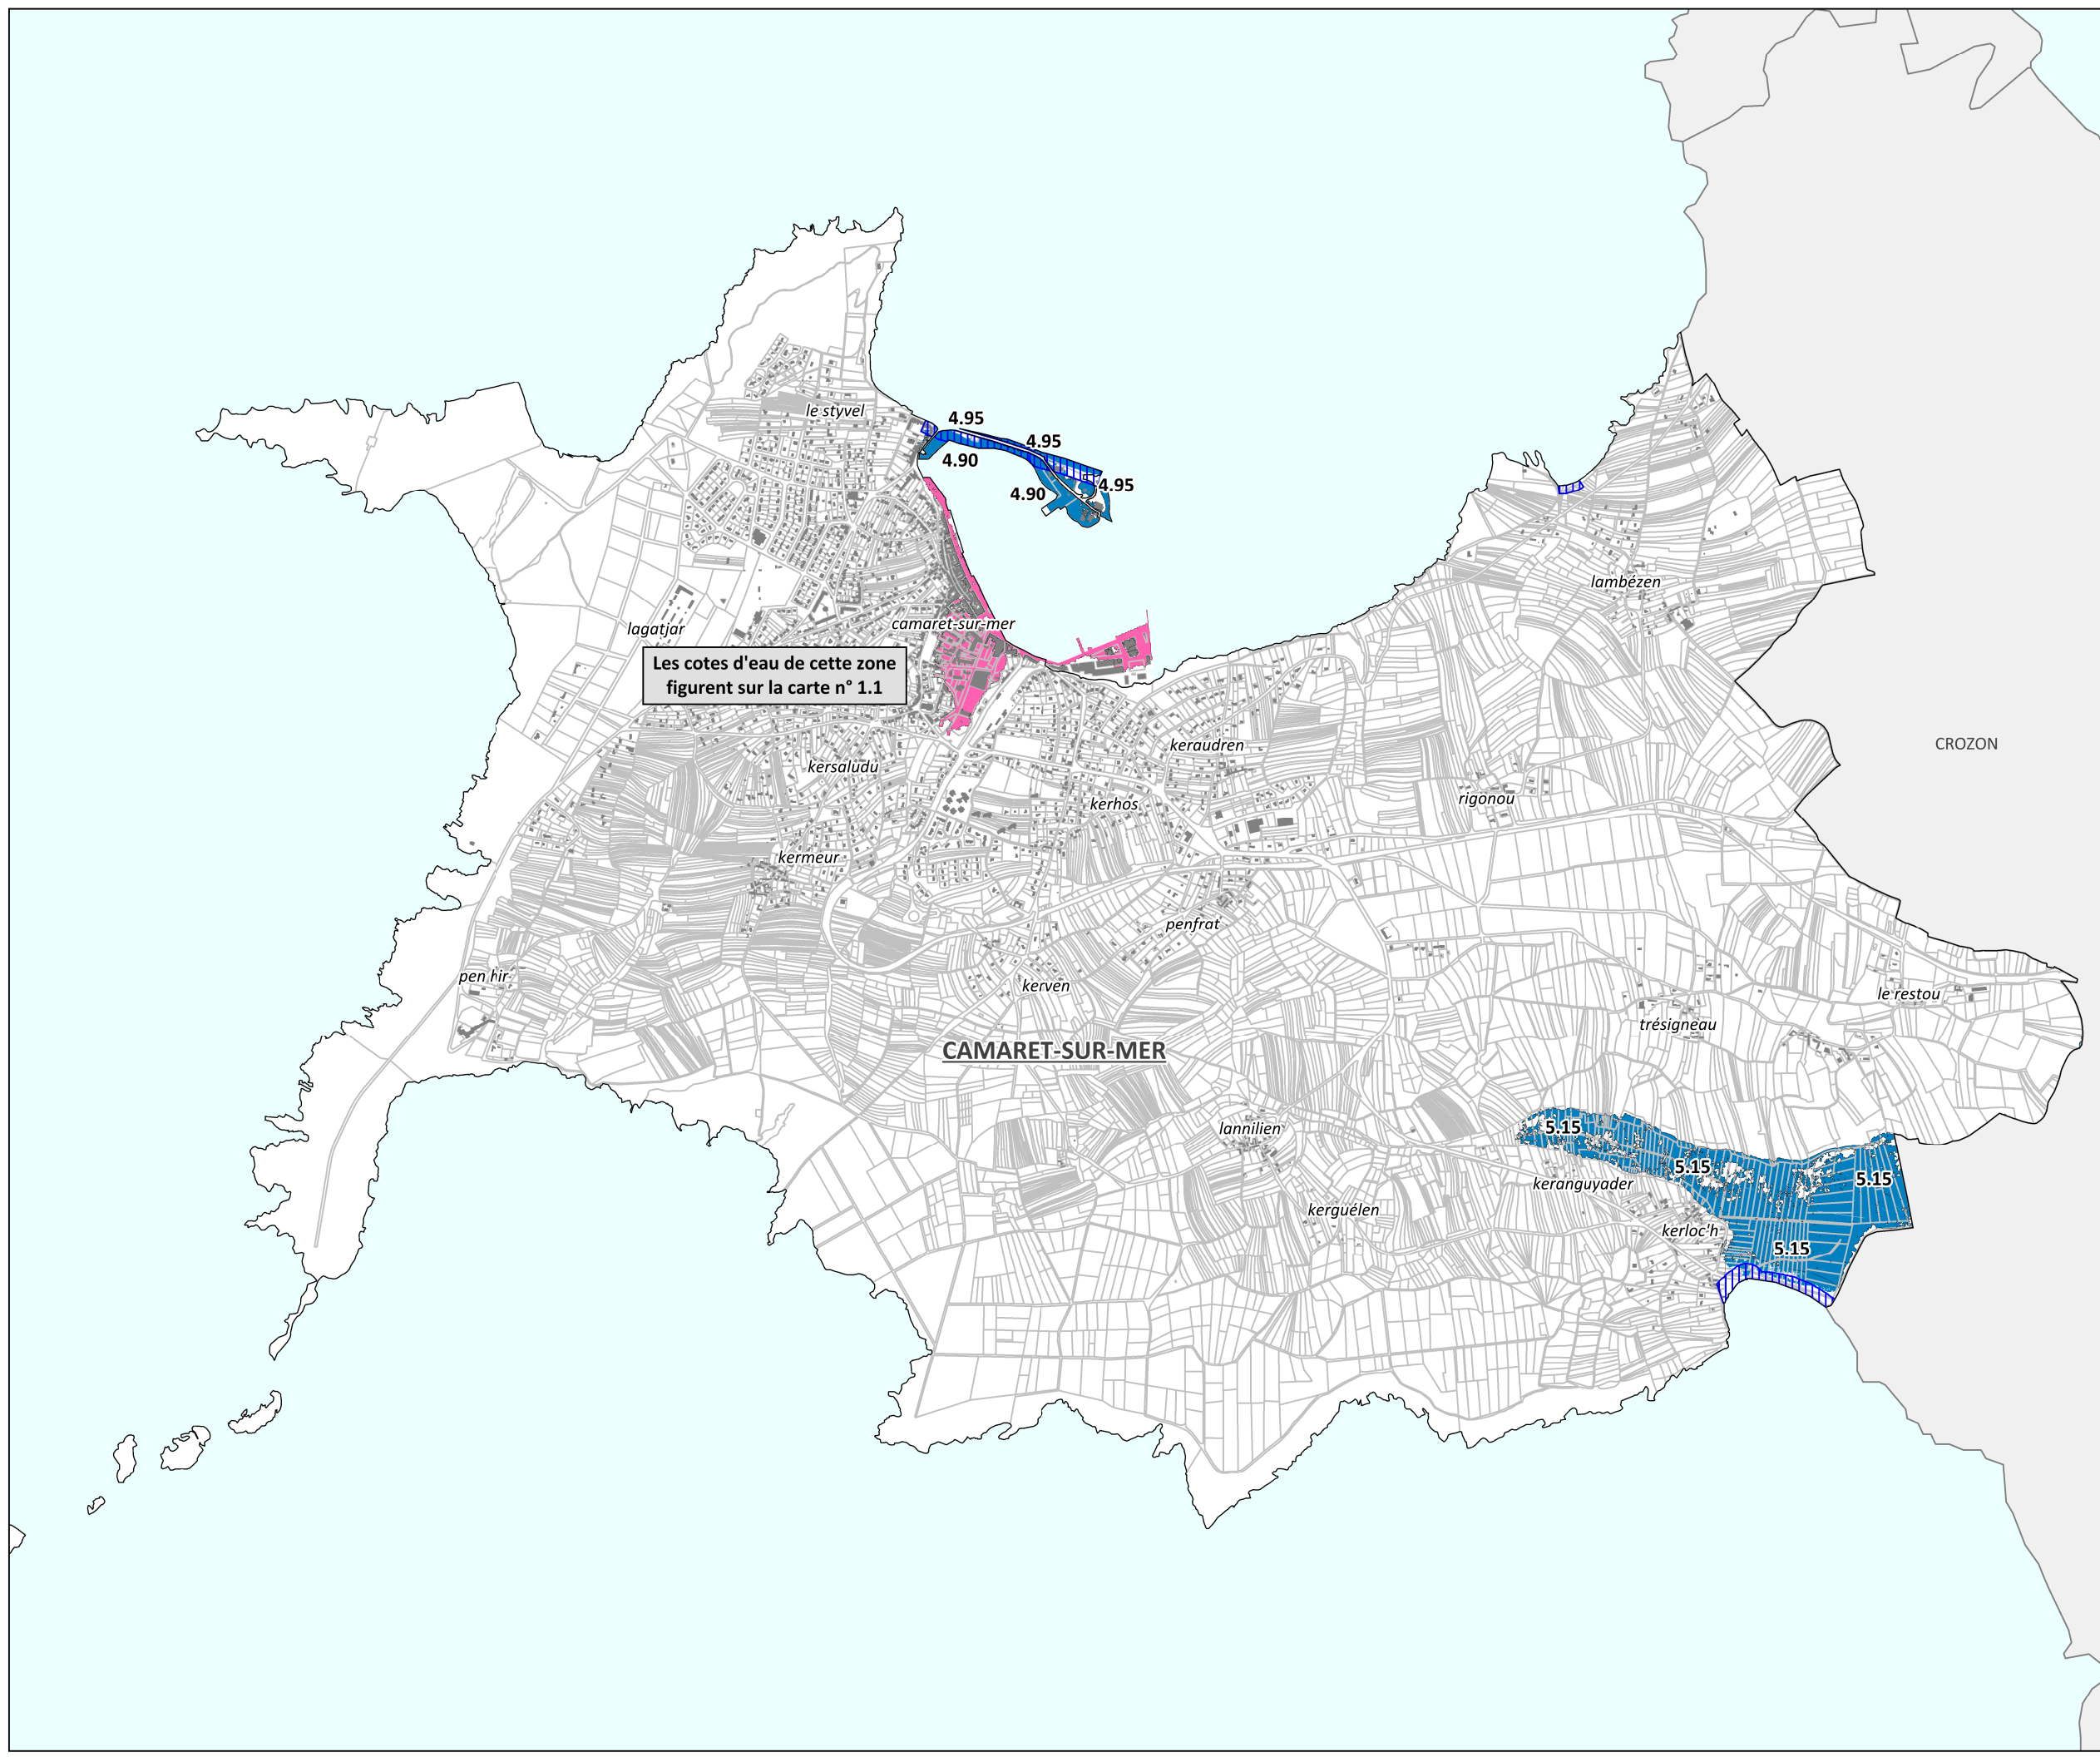 le styvel
4.95
4.95
4.90
4.95
4.90
lambézen
camaret-sur-mer
lagatjar
Les cotes d'eau de cette zone
figurent sur la carte n° 1.1
CROZON
keraudren
kersaludu
rigonou
kerhos
kermeur
penfrat
pen hir
kerven
le restou
trésigneau
CAMARET-SUR-MER
lannilien
5.15
5.15
5.15
keranguyader
kerguélen
kerloc'h
5.15